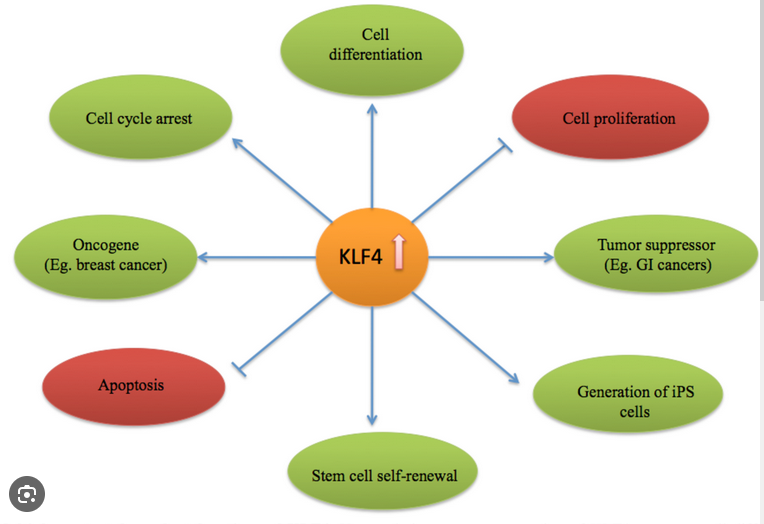 Cell
differentiation
Cell cycle arrest
Cell proliferation
Oncogene
(Eg. breast cancer)
KLF4
Tumor suppressor
(Eg. GI cancers)
Apoptosis
Generation of iPS
cells
Stem cell self-renewal